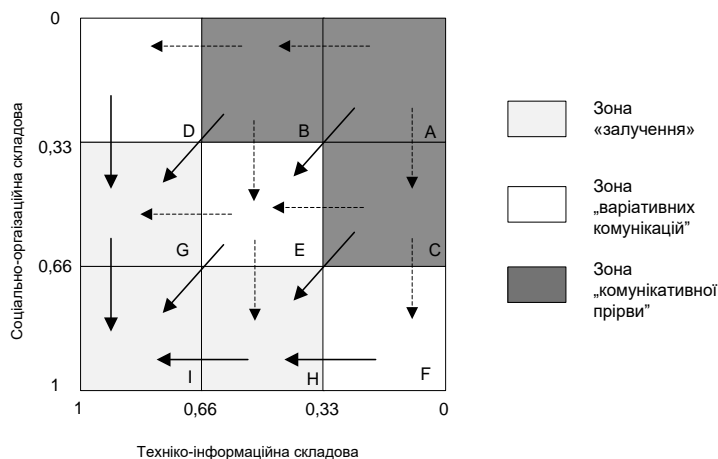 0
D
B
A
0,33
G
E
C
0,66
I
H
F
1
1
0,66
0,33
0
Соціально-оргаізаційна складова
Техніко-інформаційна складова
Зона
«залучення»
Зона
„варіативних
комунікацій”
Зона
„комунікативної
прірви”